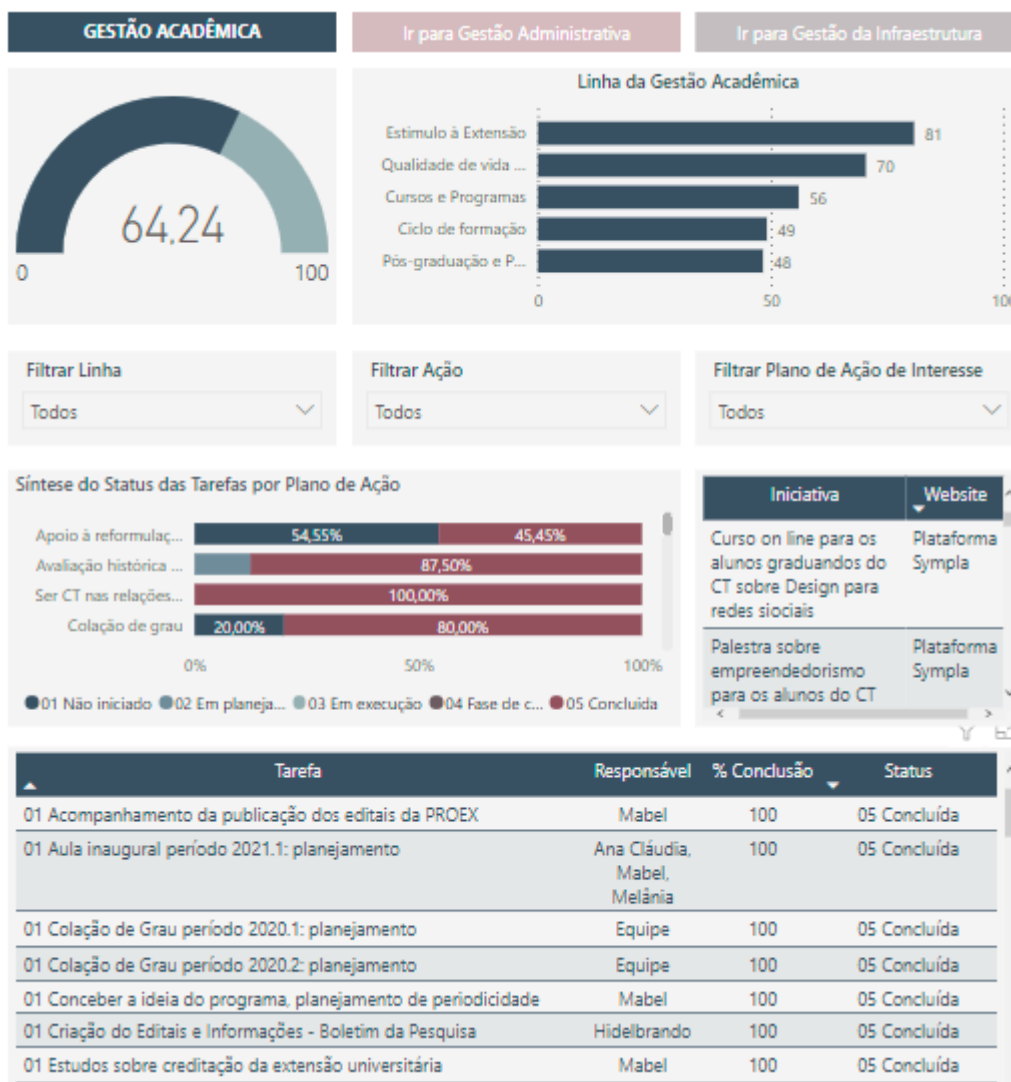 GESTÃO ACADÊMICA
Ir para Gestão Administrativa
Ir para Gestão da Infraestrutura
64,24
0
100
Linha da Gestão Acadêmica
Estimulo à Extensão
81
Qualidade de vida ...
70
Cursos e Programas
56
Ciclo de formação
49
Pós-graduação e P...
48
0
50
100
Filtrar Linha
Todos
Filtrar Ação
Todos
Filtrar Plano de Ação de Interesse
Todos
Síntese do Status das Tarefas por Plano de Ação
Apoio à reformulaç...
54,55%
45,45%
Avaliação histórica ...
87,50%
Ser CT nas relações...
100,00%
Colação de grau
20,00%
80,00%
0%
50%
100%
01 Não iniciado
02 Em planeja...
03 Em execução
04 Fase de c...
05 Concluida
Iniciativa
Website
Curso on line para os
alunos graduandos do
CT sobre Design para
redes siociais
Plataforma
Sympla
Palestra sobre
empreendedorismo
para os alunos do CT
Plataforma
Sympla
Tarefa Responsável % Conclusão Status
01 Acompanhamento da publicação dos editais da PROEX Mabel 100 05 Concluída
01 Aula inaugural período 2021.1: planejamento Ana Cláudia, 100 05 Concluída
Mabel,
Melânia
01 Colação de Grau período 2020.1: planejamento Equipe 100 05 Concluída
01 Colação de Grau período 2020.2: planejamento Equipe 100 05 Concluída
01 Conceber a ideia do programa, planejamento de periodicidade Mabel 100 05 Concluída
01 Criação do Editais e Informações - Boletim da Pesquisa Hidelbrando 100 05 Concluída
01 Estudos sobre creditação da extensão universitária Mabel 100 05 Concluída